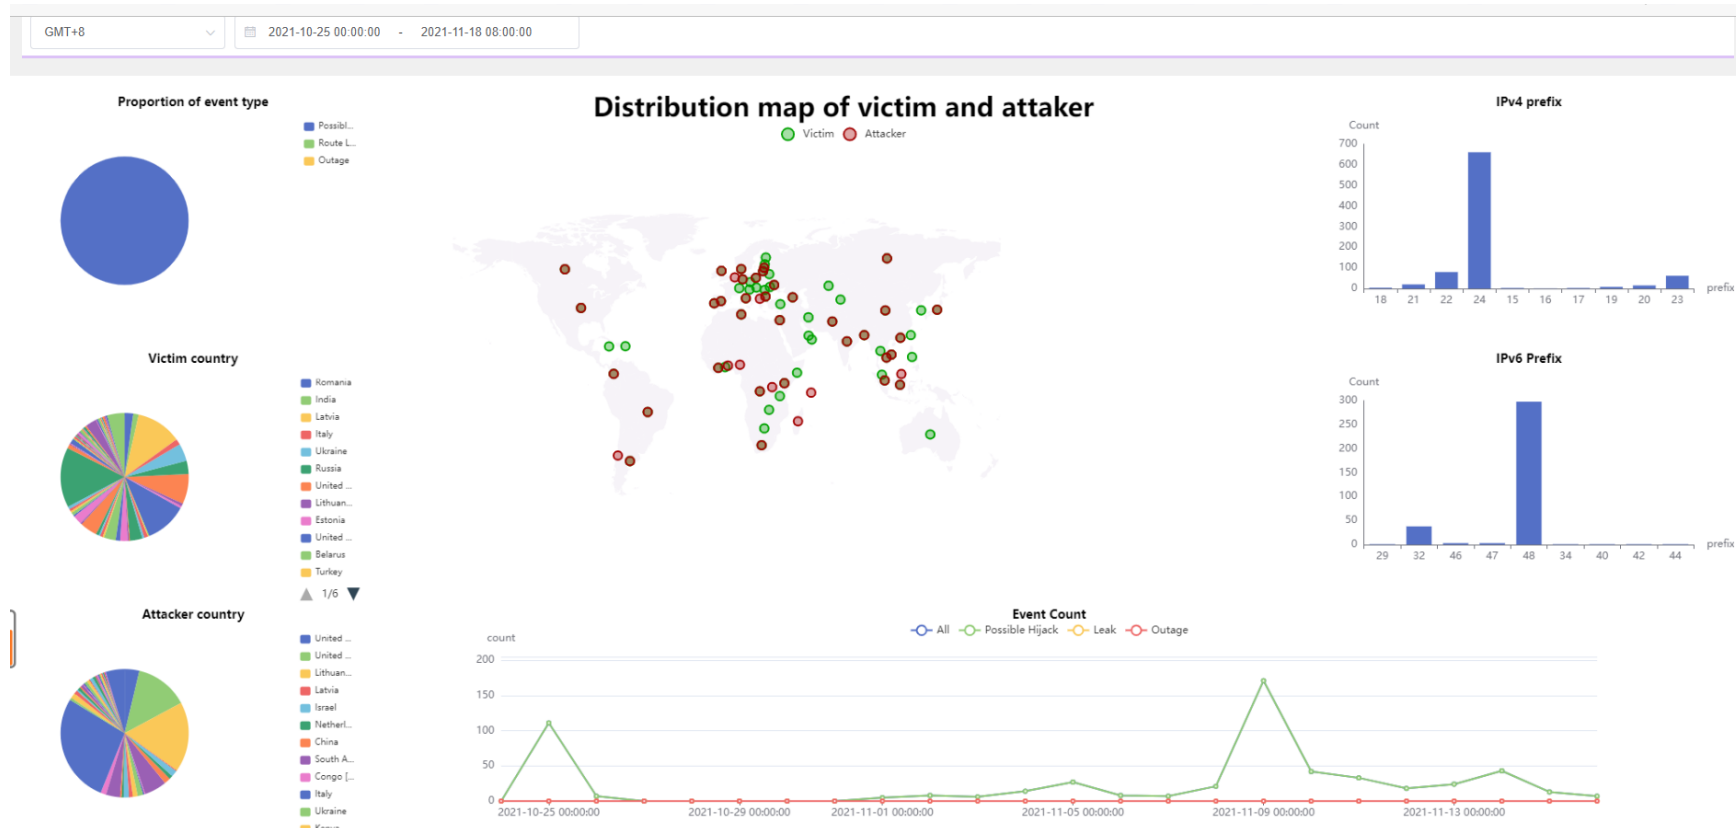 GMT+8
2021-10-25 00:00:00 - 2021-11-18 08:00:00
Proportion of event type
Possibl...
Route L...
Outage
Distribution map of victim and attaker
Victim Attacker
IPv4 prefix
Count
700
600
500
400
300
200
100
0
18 21 22 24 15 16 17 19 20 23
prefix
Victim country
Romania
India
Latvia
Italy
Ukraine
Russia
United ...
Lithuan...
Estonia
United ...
Belarus
Turkey
1/6
IPv6 Prefix
Count
300
250
200
150
100
50
0
29 32 46 47 48 34 40 42 44
prefix
Attacker country
United ...
United ...
Lithuan...
Latvia
Israel
Netherl...
China
South A...
Congo [...
Italy
Ukraine
Event Count
All Possible Hijack Leak Outage
count
200
150
100
50
0
2021-10-25 00:00:00 2021-10-29 00:00:00 2021-11-01 00:00:00 2021-11-05 00:00:00 2021-11-09 00:00:00 2021-11-13 00:00:00